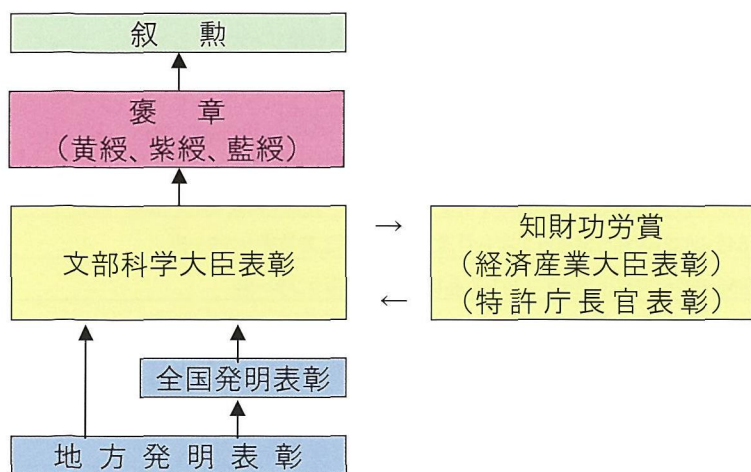 叙勲
褒章
(黄綬、紫綬、藍綬)
文部科学大臣表彰
→
知財功労賞
(経済産業大臣表彰)
←
(特許庁長官表彰)
全国発明表彰
地方発明表彰